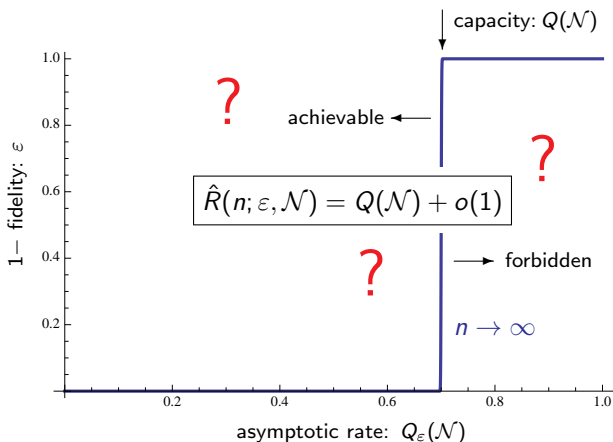 capacity: Q(𝒩)
1.0
?
achievable
0.8
?
1− fidelity: ε
0.6
R̂(n; ε, 𝒩) = Q(𝒩) + o(1)
0.4
?
forbidden
0.2
n → ∞
0.2 0.4 0.6 0.8 1.0
asymptotic rate: Q_ε(𝒩)